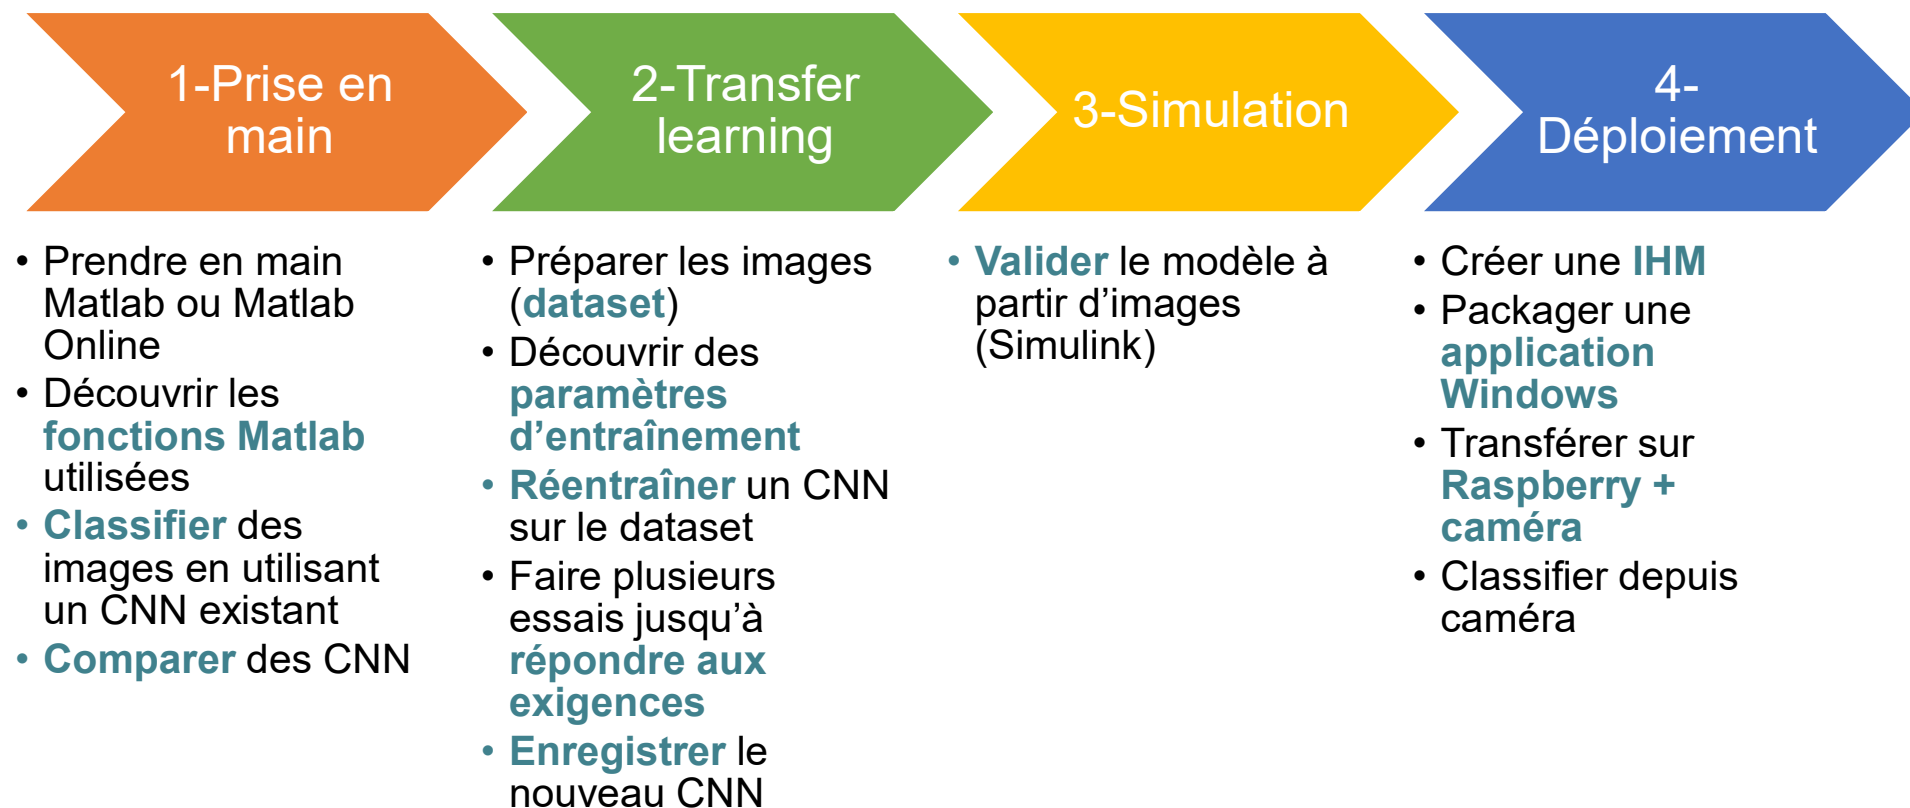 1-Prise en
main
2-Transfer
learning
3-Simulation
4-
Déploiement
• Prendre en main
Matlab ou Matlab
Online
• Découvrir les
fonctions Matlab
utilisées
• Classifier des
images en utilisant
un CNN existant
• Comparer des CNN
• Préparer les images
(dataset)
• Découvrir des
paramètres
d’entraînement
• Réentraîner un CNN
sur le dataset
• Faire plusieurs
essais jusqu’à
répondre aux
exigences
• Enregistrer le
nouveau CNN
• Valider le modèle à
partir d’images
(Simulink)
• Créer une IHM
• Packager une
application
Windows
• Transférer sur
Raspberry +
caméra
• Classifier depuis
caméra